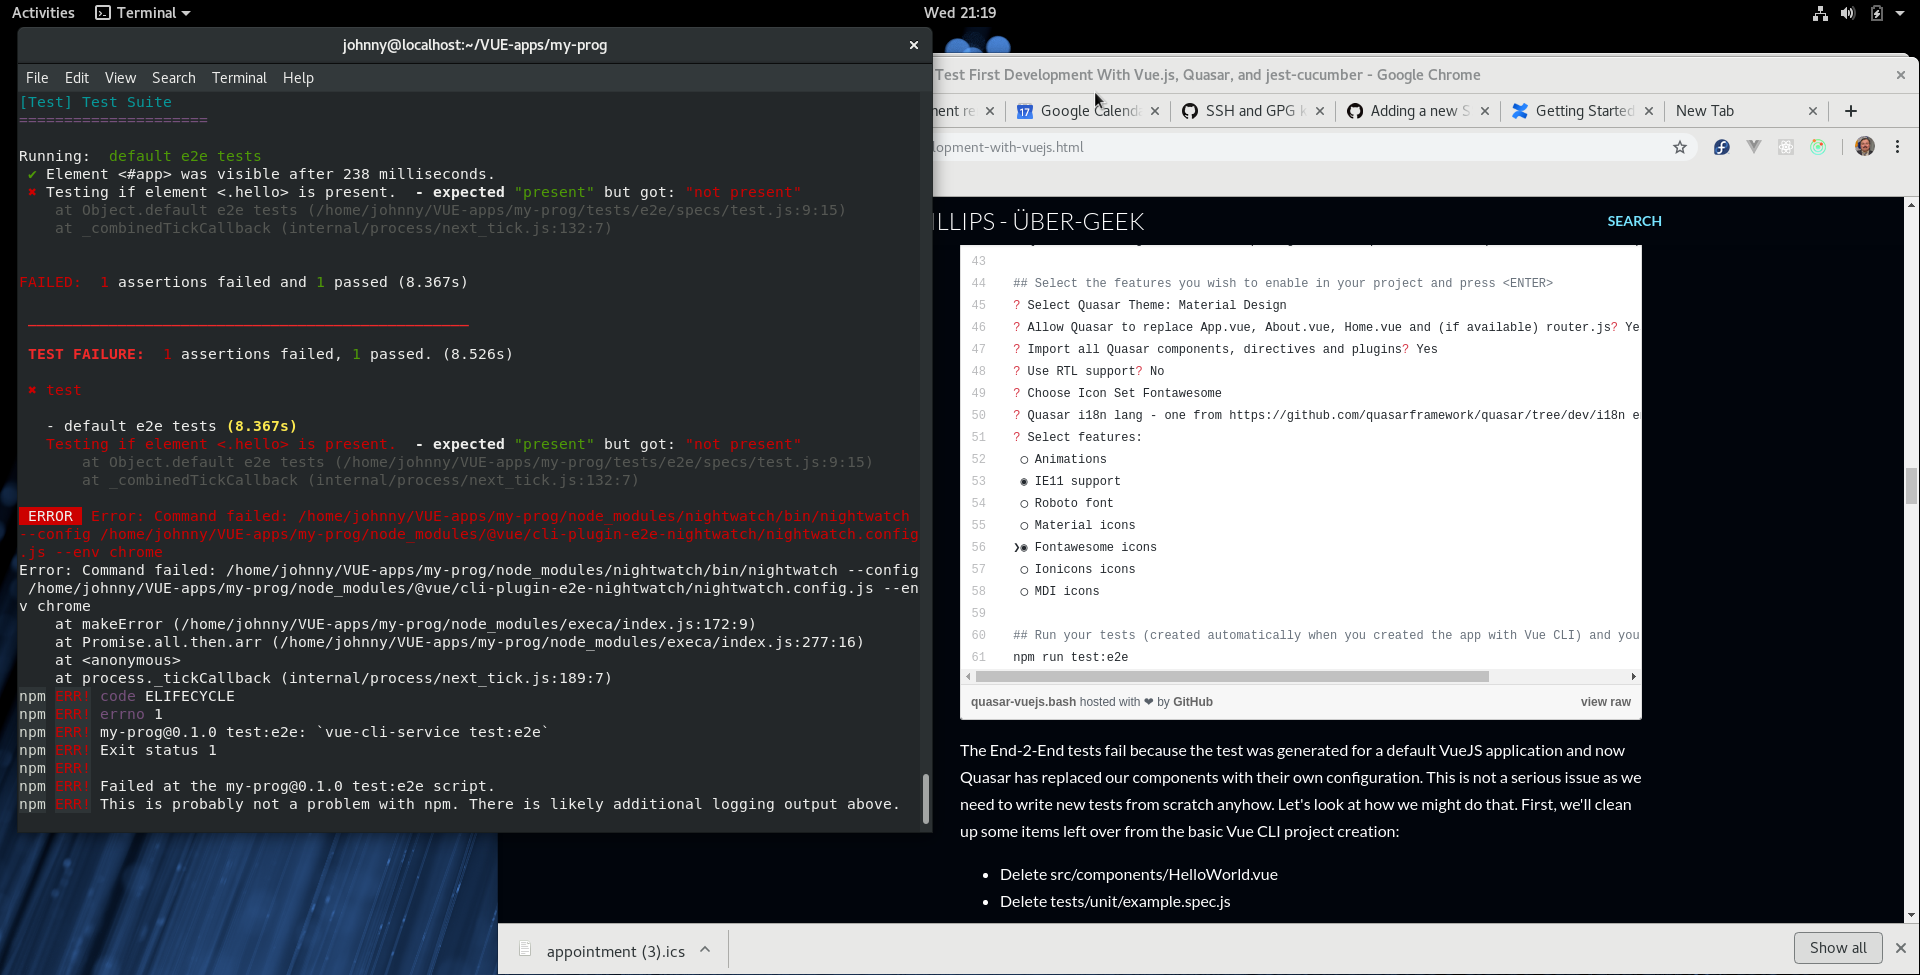 Activities
Terminal
Wed 21:19
johnny@localhost:~/VUE-apps/my-prog
File Edit View Search Terminal Help
[Test] Test Suite
=====================
Running:  default e2e tests
✔ Element <#app> was visible after 238 milliseconds.
✖ Testing if element <.hello> is present.  - expected "present" but got: "not present"
at Object.default e2e tests (/home/johnny/VUE-apps/my-prog/tests/e2e/specs/test.js:9:15)
at _combinedTickCallback (internal/process/next_tick.js:132:7)
FAILED:  1 assertions failed and 1 passed (8.367s)
TEST FAILURE:  1 assertions failed, 1 passed. (8.526s)
✖ test
- default e2e tests (8.367s)
Testing if element <.hello> is present.  - expected "present" but got: "not present"
at Object.default e2e tests (/home/johnny/VUE-apps/my-prog/tests/e2e/specs/test.js:9:15)
at _combinedTickCallback (internal/process/next_tick.js:132:7)
ERROR  Error: Command failed: /home/johnny/VUE-apps/my-prog/node_modules/nightwatch/bin/nightwatch
--config /home/johnny/VUE-apps/my-prog/node_modules/@vue/cli-plugin-e2e-nightwatch/nightwatch.config
.js --env chrome
Error: Command failed: /home/johnny/VUE-apps/my-prog/node_modules/nightwatch/bin/nightwatch --config
/home/johnny/VUE-apps/my-prog/node_modules/@vue/cli-plugin-e2e-nightwatch/nightwatch.config.js --en
v chrome
at makeError (/home/johnny/VUE-apps/my-prog/node_modules/execa/index.js:172:9)
at Promise.all.then.arr (/home/johnny/VUE-apps/my-prog/node_modules/execa/index.js:277:16)
at <anonymous>
at process._tickCallback (internal/process/next_tick.js:189:7)
npm ERR! code ELIFECYCLE
npm ERR! errno 1
npm ERR! my-prog@0.1.0 test:e2e: `vue-cli-service test:e2e`
npm ERR! Exit status 1
npm ERR!
npm ERR! Failed at the my-prog@0.1.0 test:e2e script.
npm ERR! This is probably not a problem with npm. There is likely additional logging output above.
Test First Development With Vue.js, Quasar, and jest-cucumber - Google Chrome
nent re
17 Google Calenda
SSH and GPG k
Adding a new S
Getting Started
New Tab
lopment-with-vuejs.html
ILLIPS - ÜBER-GEEK
SEARCH
43
44 ## Select the features you wish to enable in your project and press <ENTER>
45 ? Select Quasar Theme: Material Design
46 ? Allow Quasar to replace App.vue, About.vue, Home.vue and (if available) router.js? Ye
47 ? Import all Quasar components, directives and plugins? Yes
48 ? Use RTL support? No
49 ? Choose Icon Set Fontawesome
50 ? Quasar i18n lang - one from https://github.com/quasarframework/quasar/tree/dev/i18n e
51 ? Select features:
52 ◯ Animations
53 ◉ IE11 support
54 ◯ Roboto font
55 ◯ Material icons
56 ❯◉ Fontawesome icons
57 ◯ Ionicons icons
58 ◯ MDI icons
59
60 ## Run your tests (created automatically when you created the app with Vue CLI) and you
61 npm run test:e2e
quasar-vuejs.bash hosted with ❤ by GitHub
view raw
The End-2-End tests fail because the test was generated for a default VueJS application and now
Quasar has replaced our components with their own configuration. This is not a serious issue as we
need to write new tests from scratch anyhow. Let's look at how we might do that. First, we'll clean
up some items left over from the basic Vue CLI project creation:
• Delete src/components/HelloWorld.vue
• Delete tests/unit/example.spec.js
appointment (3).ics
Show all